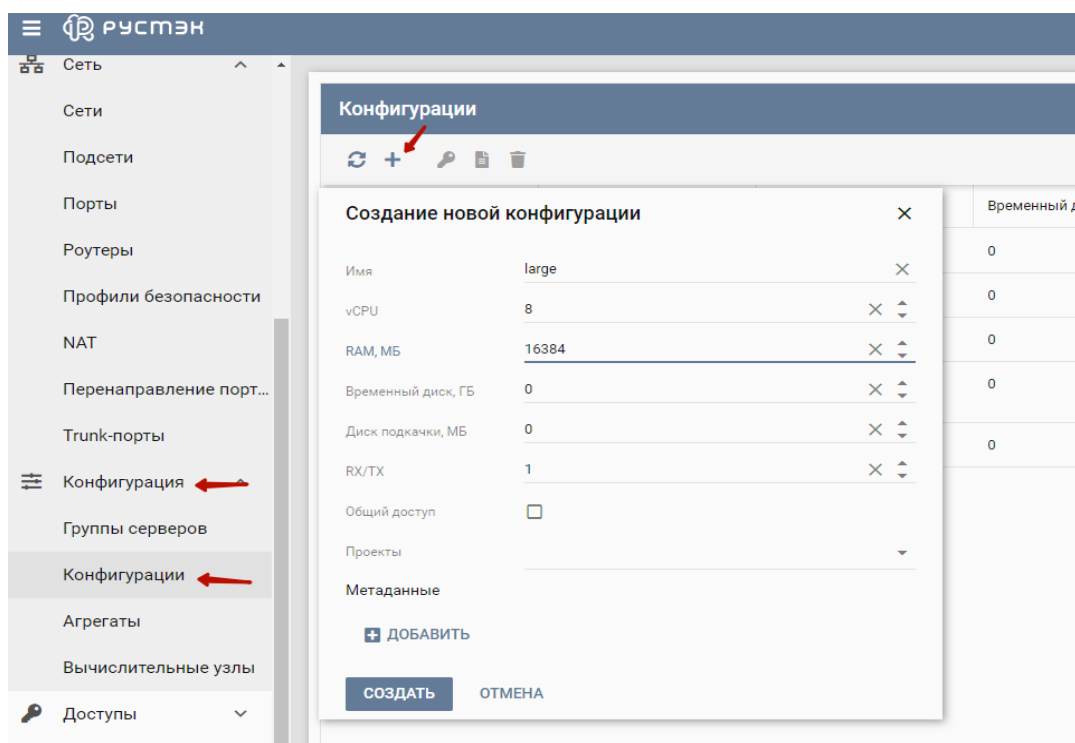 РУСТЭК
Сеть
Сети
Подсети
Порты
Роутеры
Профили безопасности
NAT
Перенаправление порт...
Trunk-порты
Конфигурация
Группы серверов
Конфигурации
Агрегаты
Вычислительные узлы
Доступы
Конфигурации
Создание новой конфигурации
Имя large
vCPU 8
RAM, МБ 16384
Временный диск, ГБ 0
Диск подкачки, МБ 0
RX/TX 1
Общий доступ
Проекты
Метаданные
ДОБАВИТЬ
СОЗДАТЬ ОТМЕНА
Временный
0
0
0
0
0